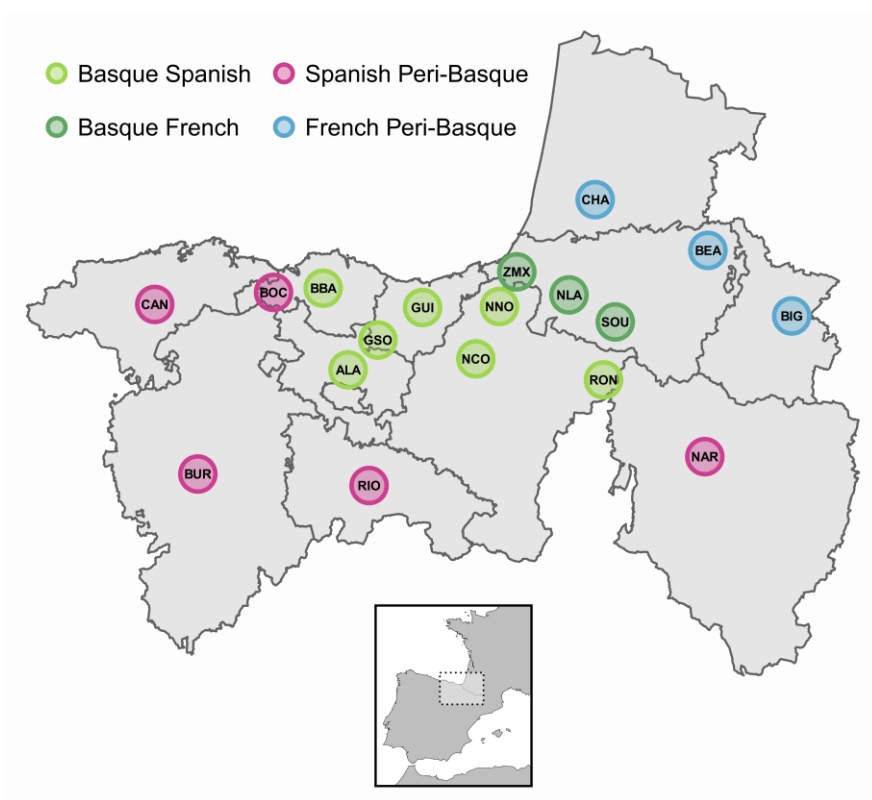 Basque Spanish
Spanish Peri-Basque
Basque French
French Peri-Basque
CHA
BEA
ZMX
BOC
BBA
NLA
CAN
GUI
NNO
BIG
SOU
GSO
NCO
ALA
RON
NAR
BUR
RIO